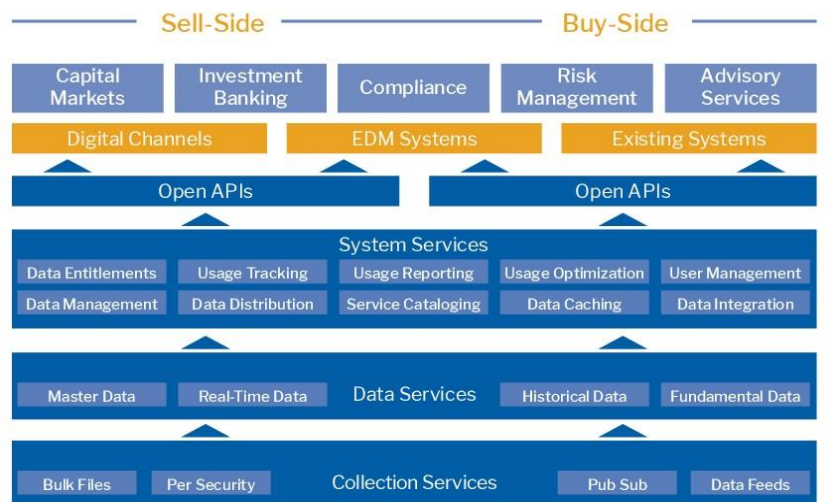 Sell-Side Buy-Side
Capital Markets
Investment Banking
Compliance
Risk Management
Advisory Services
Digital Channels EDM Systems Existing Systems
Open APIs Open APIs
System Services
Data Entitlements Usage Tracking Usage Reporting Usage Optimization User Management
Data Management Data Distribution Service Cataloging Data Caching Data Integration
Master Data Real-Time Data Data Services Historical Data Fundamental Data
Bulk Files Per Security Collection Services Pub Sub Data Feeds